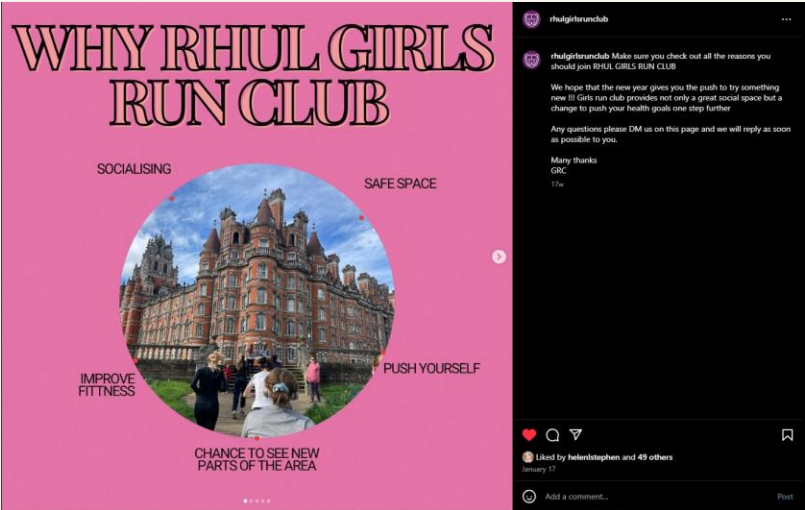 WHY RHUL GIRLS
RUN CLUB
SOCIALISING
SAFE SPACE
IMPROVE
FITTNESS
PUSH YOURSELF
CHANCE TO SEE NEW
PARTS OF THE AREA
rhulgirlsrunclub
rhulgirlsrunclub Make sure you check out all the reasons you
should join RHUL GIRLS RUN CLUB
We hope that the new year gives you the push to try something
new !!! Girls run club provides not only a great social space but a
change to push your health goals one step further
Any questions please DM us on this page and we will reply as soon
as possible to you.
Many thanks
GRC
17w
Liked by helenlstephen and 49 others
January 17
Add a comment...
Post